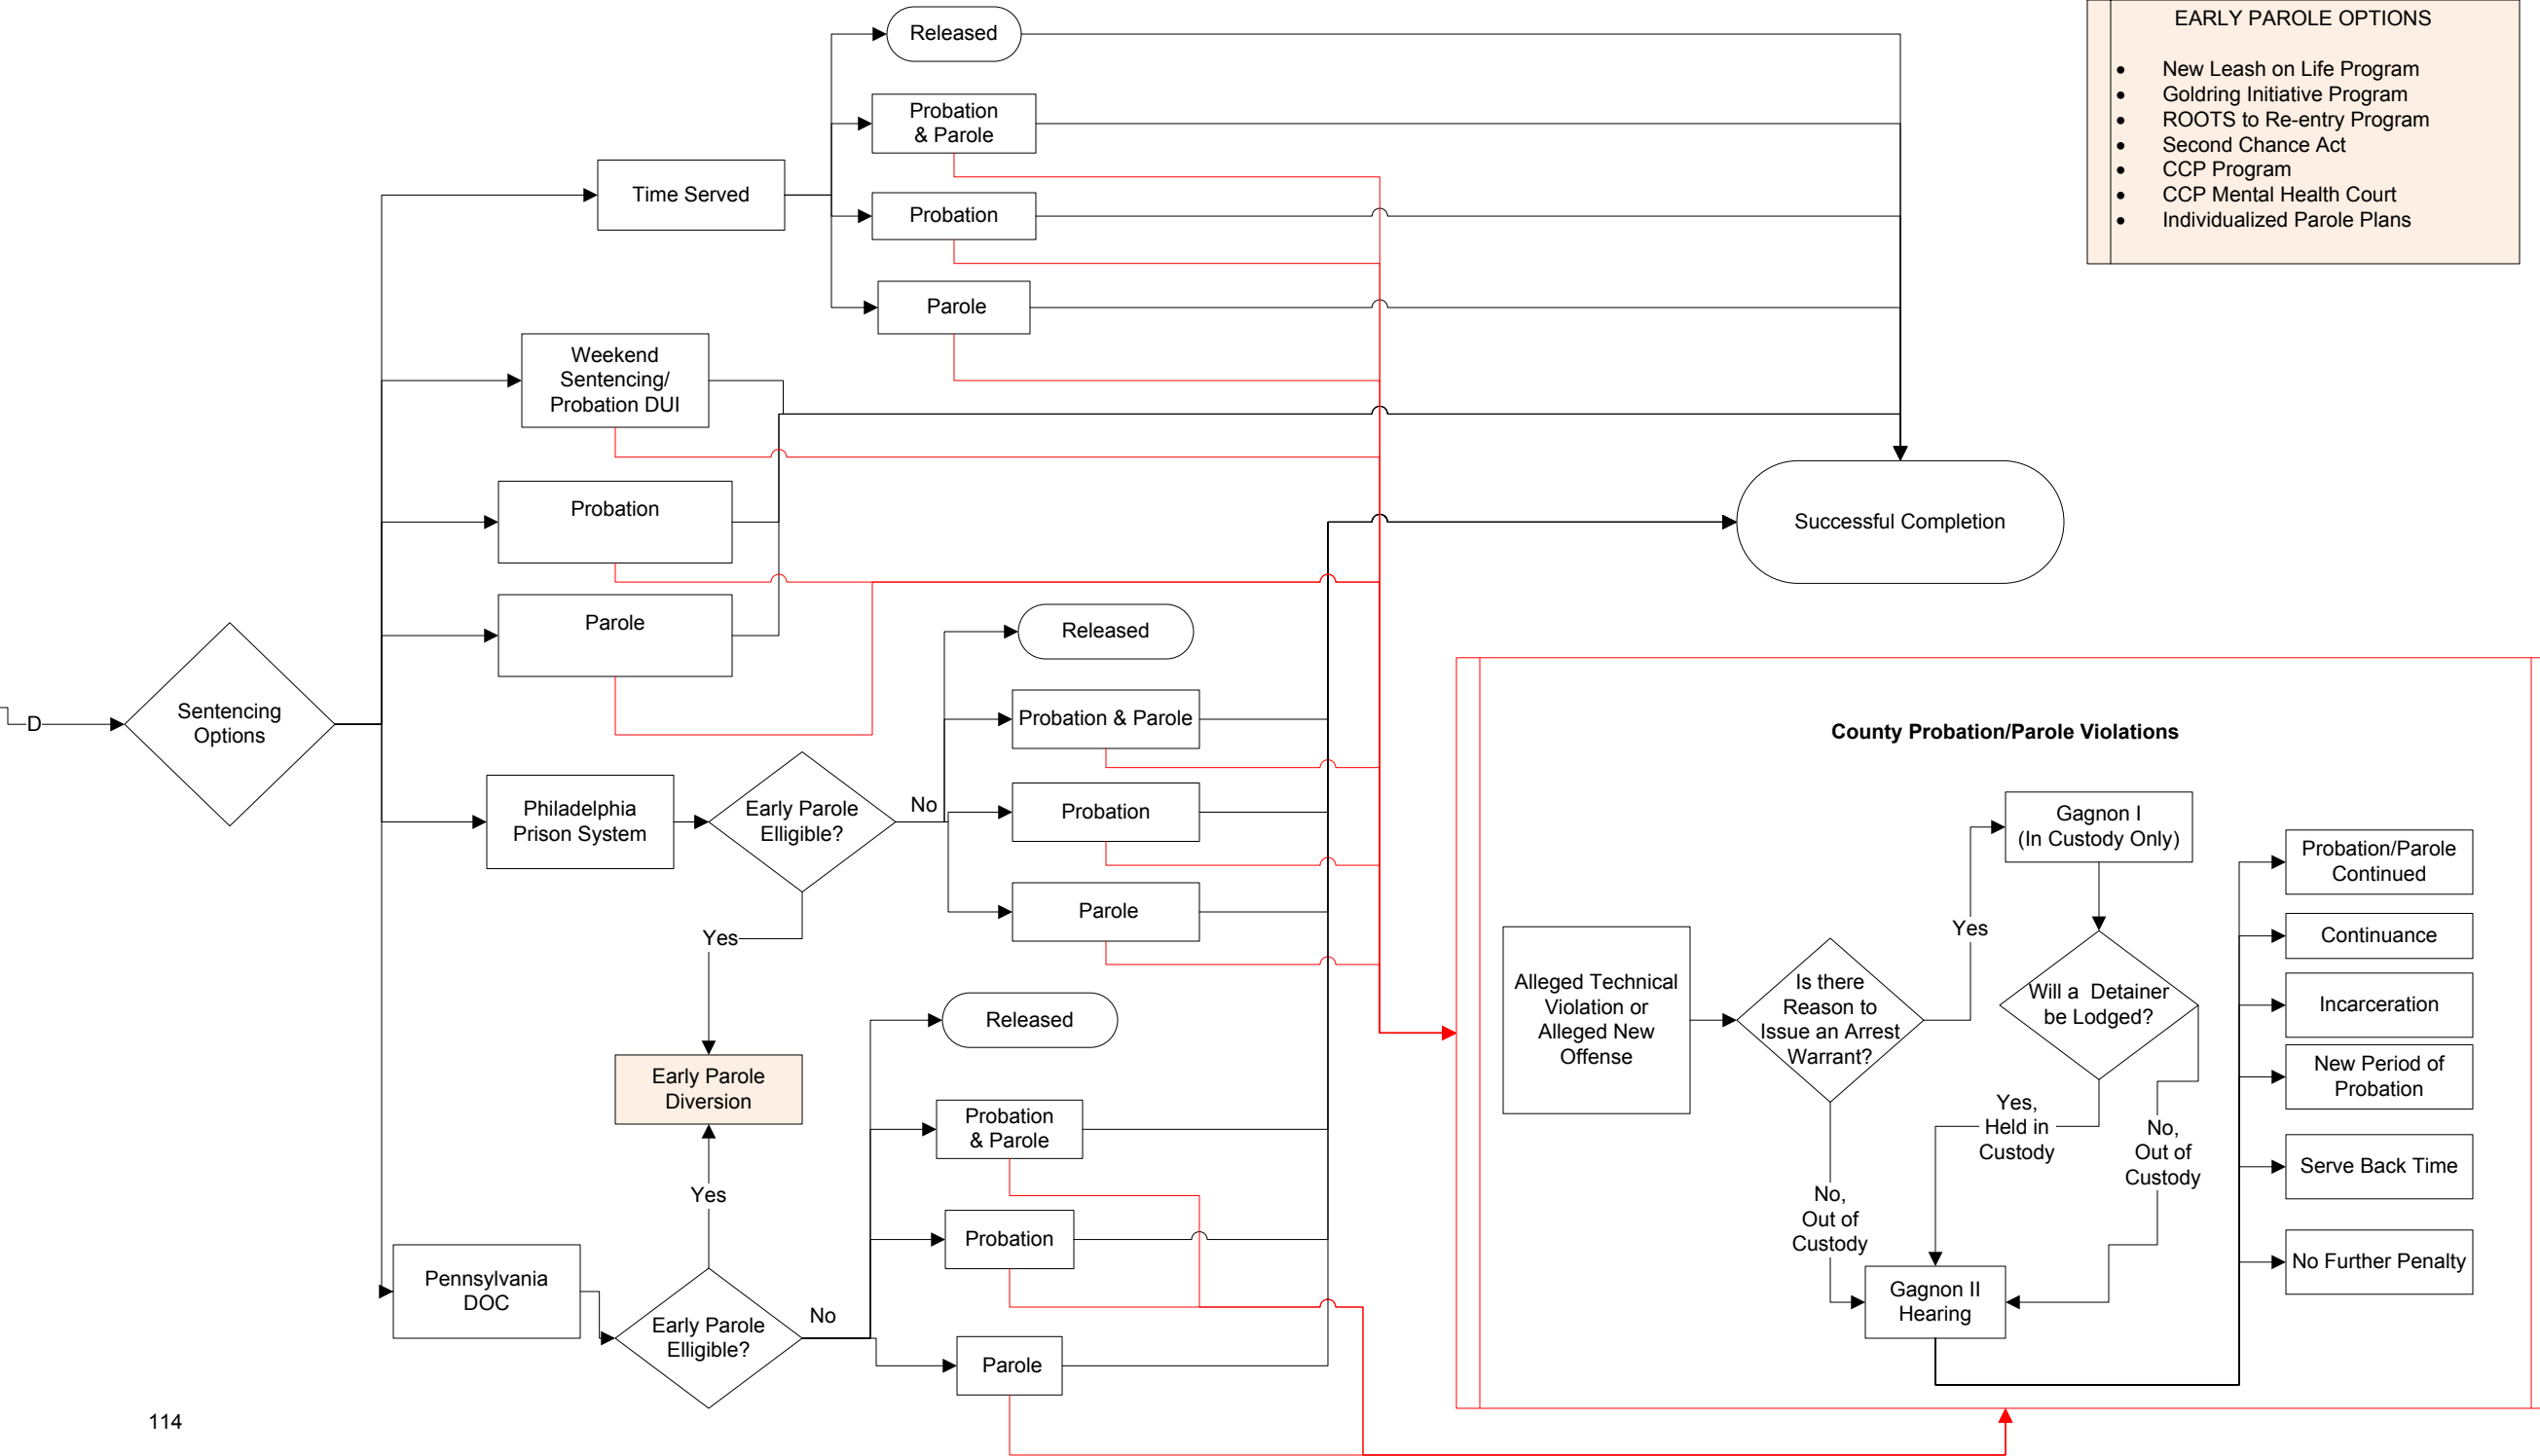 EARLY PAROLE OPTIONS
• New Leash on Life Program
• Goldring Initiative Program
• ROOTS to Re-entry Program
• Second Chance Act
• CCP Program
• CCP Mental Health Court
• Individualized Parole Plans
Released
Probation
& Parole
Time Served
Probation
Parole
Weekend
Sentencing/
Probation DUI
Probation
Parole
Successful Completion
D
Sentencing
Options
Released
Probation & Parole
Philadelphia
Prison System
Early Parole
Elligible?
No
Probation
Parole
Yes
Early Parole
Diversion
Yes
Released
Probation
& Parole
Probation
Pennsylvania
DOC
Early Parole
Elligible?
No
Parole
County Probation/Parole Violations
Alleged Technical
Violation or
Alleged New
Offense
Is there
Reason to
Issue an Arrest
Warrant?
Yes
Gagnon I
(In Custody Only)
Will a Detainer
be Lodged?
Yes,
Held in
Custody
No,
Out of
Custody
No,
Out of
Custody
Gagnon II
Hearing
Probation/Parole
Continued
Continuance
Incarceration
New Period of
Probation
Serve Back Time
No Further Penalty
114